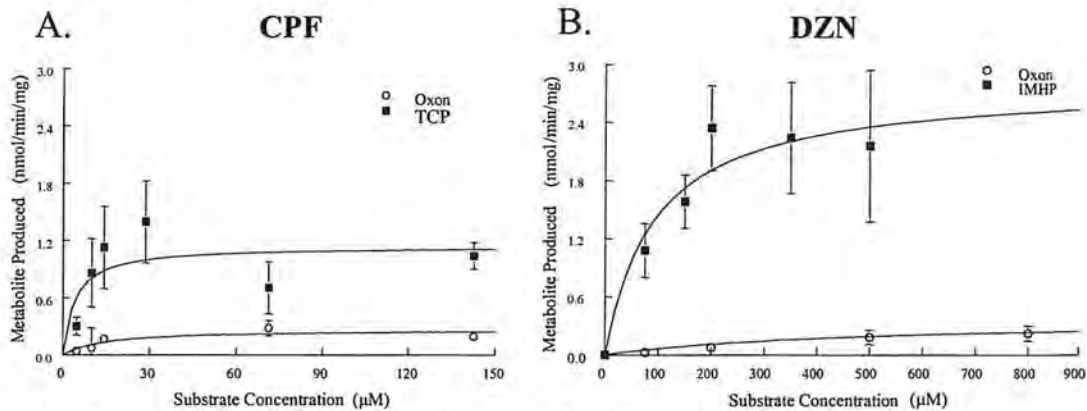 A.
CPF
Metabolite Produced (nmol/min/mg)
3.0
2.4
1.8
1.2
0.6
0.0
Oxon
TCP
0
30
60
90
120
150
Substrate Concentration (µM)
B.
DZN
Metabolite Produced (nmol/min/mg)
3.0
2.4
1.8
1.2
0.6
0.0
Oxon
IMHP
0
100
200
300
400
500
600
700
800
900
Substrate Concentration (µM)